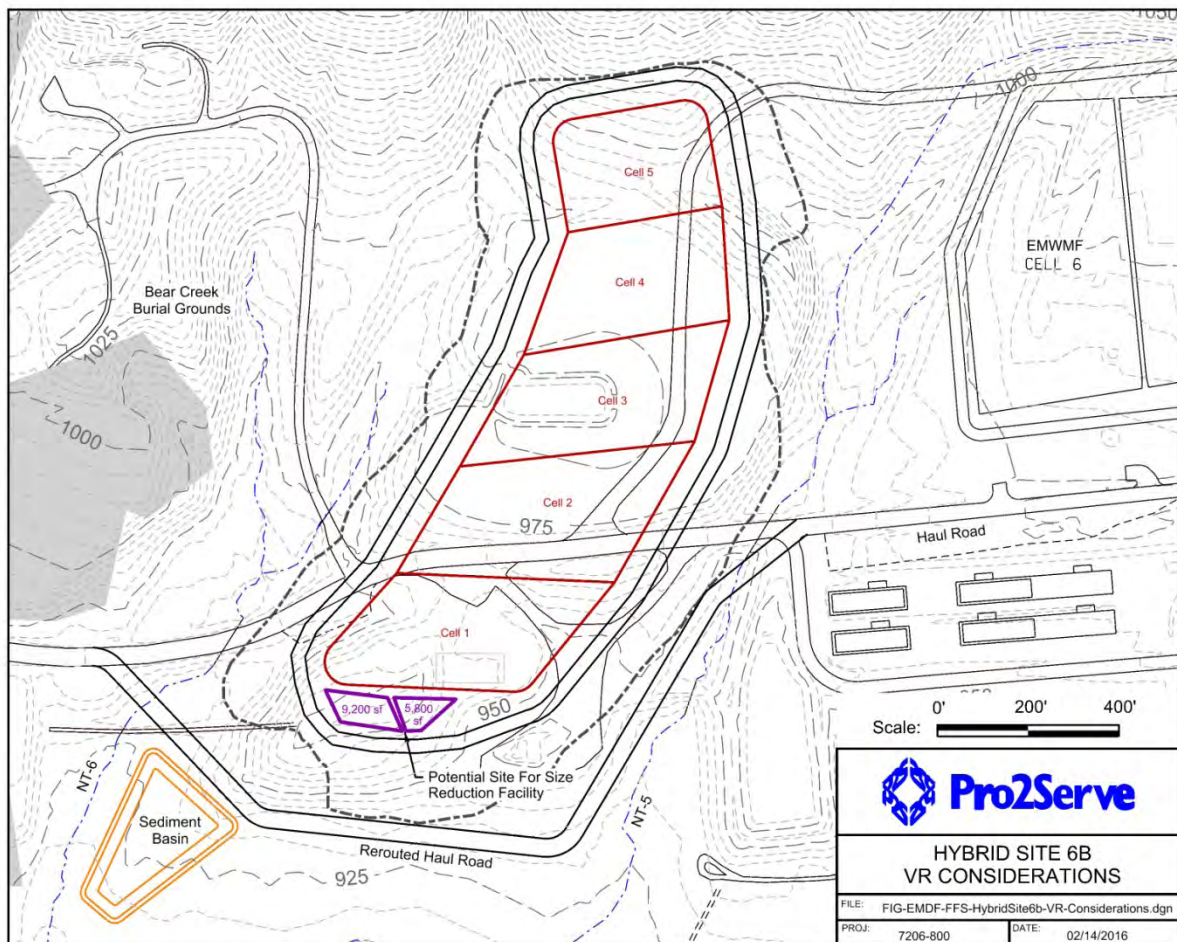 1050
1000
Cell 5
EMWMF
CELL 6
Cell 4
Bear Creek
Burial Grounds
1025
Cell 3
1000
Cell 2
975
Haul Road
Cell 1
9,200 sf
5,800
sf
950
Scale:
0'
200'
400'
Potential Site For Size
Reduction Facility
NT-6
NT-5
Sediment
Basin
Rerouted Haul Road
925
Pro2Serve
HYBRID SITE 6B
VR CONSIDERATIONS
FILE: FIG-EMDF-FFS-HybridSite6b-VR-Considerations.dgn
PROJ: 7206-800
DATE: 02/14/2016